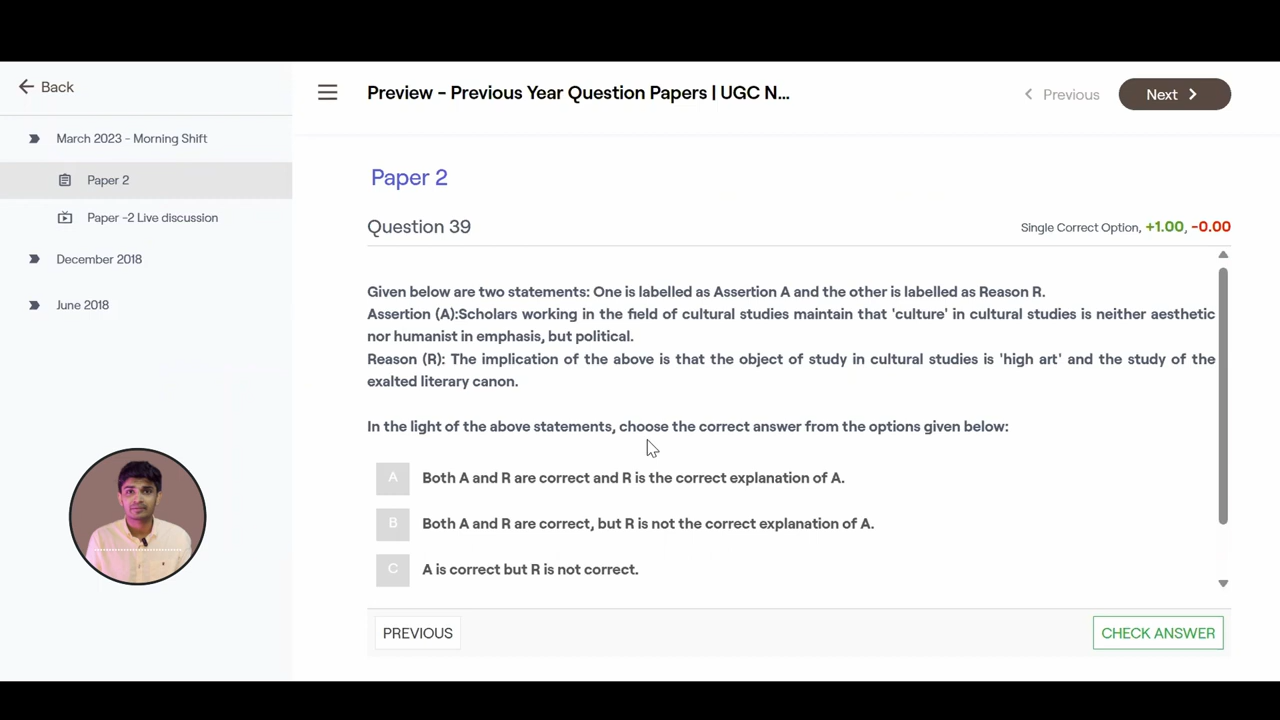 Back
Preview - Previous Year Question Papers | UGC N...
Previous
Next
March 2023 - Morning Shift
Paper 2
Paper -2 Live discussion
December 2018
June 2018
Paper 2
Question 39
Single Correct Option, +1.00, -0.00
Given below are two statements: One is labelled as Assertion A and the other is labelled as Reason R.
Assertion (A):Scholars working in the field of cultural studies maintain that 'culture' in cultural studies is neither aesthetic
nor humanist in emphasis, but political.
Reason (R): The implication of the above is that the object of study in cultural studies is 'high art' and the study of the
exalted literary canon.
In the light of the above statements, choose the correct answer from the options given below:
A Both A and R are correct and R is the correct explanation of A.
B Both A and R are correct, but R is not the correct explanation of A.
C A is correct but R is not correct.
PREVIOUS
CHECK ANSWER